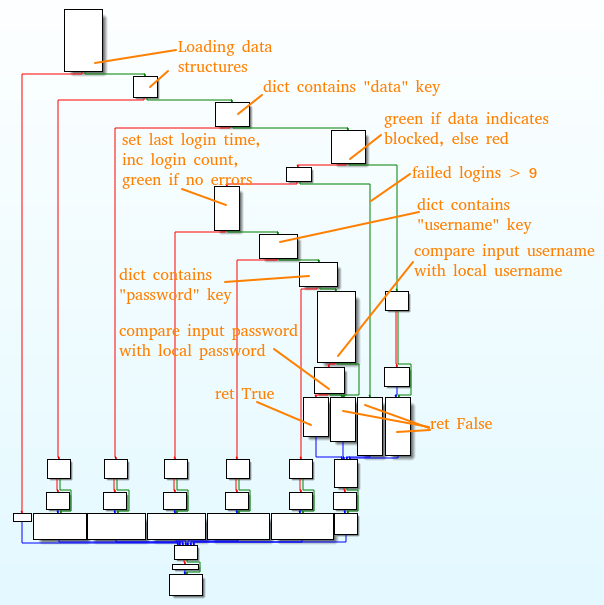 Loading data
structures
dict contains "data" key
green if data indicates
blocked, else red
set last login time,
inc login count,
green if no errors
failed logins > 9
dict contains
"username" key
compare input username
with local username
dict contains
"password" key
compare input password
with local password
ret True
ret False